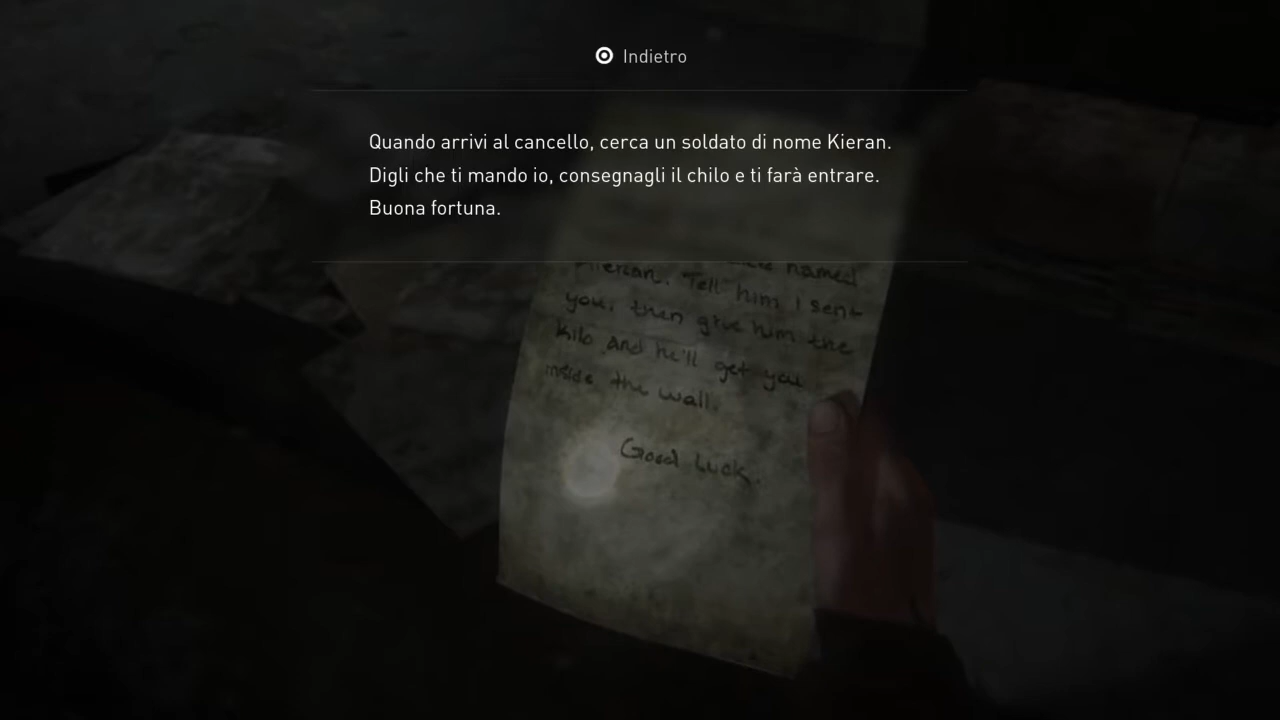 Indietro
Quando arrivi al cancello, cerca un soldato di nome Kieran.
Digli che ti mando io, consegnagli il chilo e ti farà entrare.
Buona fortuna.
named
Kieran. Tell him I sent
you, then give him the
kilo and he'll get you
inside the wall.
Good Luck.